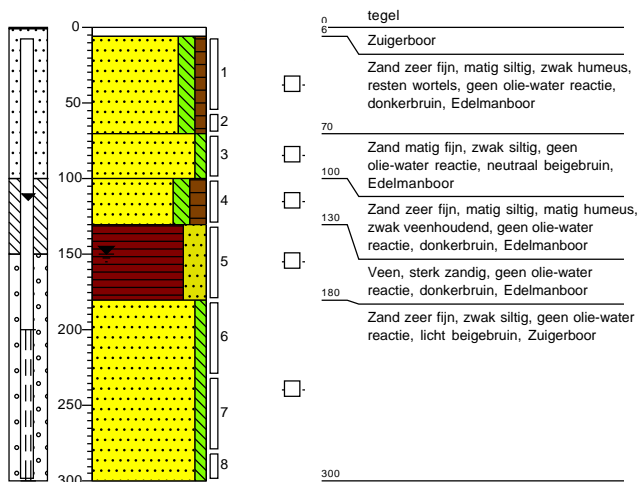 0
50
100
150
200
250
300
1
2
3
4
5
6
7
8
0
tegel
6
Zuigerboor
Zand zeer fijn, matig siltig, zwak humeus,
resten wortels, geen olie-water reactie,
donkerbruin, Edelmanboor
70
Zand matig fijn, zwak siltig, geen
olie-water reactie, neutraal beigebruin,
Edelmanboor
100
Zand zeer fijn, matig siltig, matig humeus,
zwak veenhoudend, geen olie-water
reactie, donkerbruin, Edelmanboor
130
Veen, sterk zandig, geen olie-water
reactie, donkerbruin, Edelmanboor
180
Zand zeer fijn, zwak siltig, geen olie-water
reactie, licht beigebruin, Zuigerboor
300